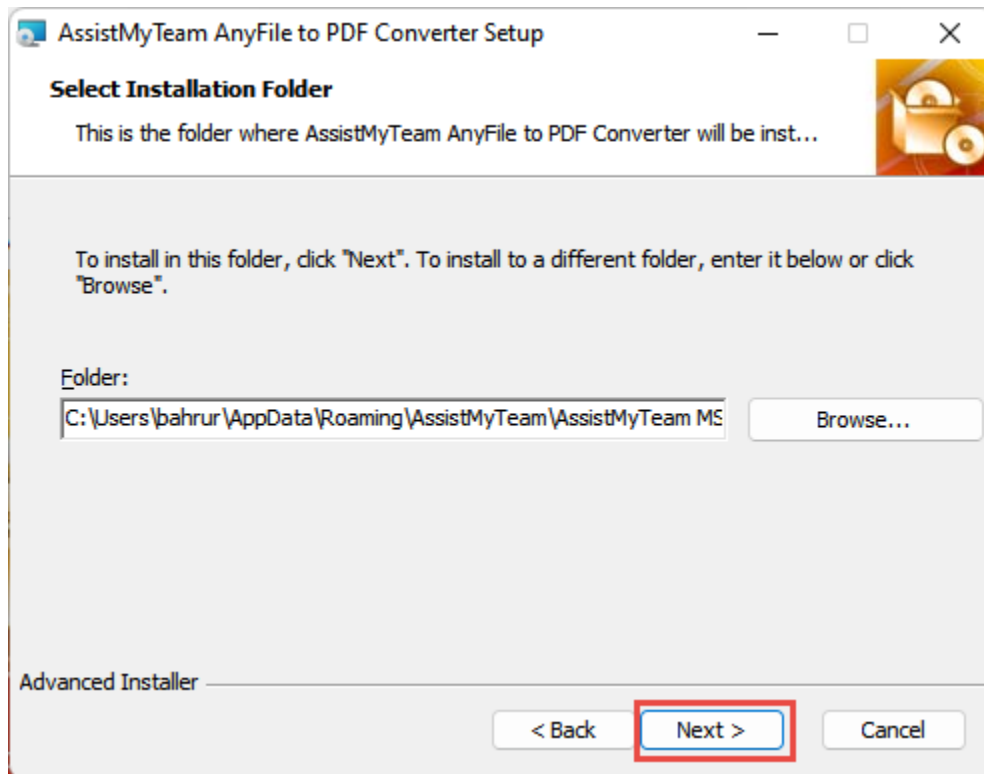 AssistMyTeam AnyFile to PDF Converter Setup
Select Installation Folder
This is the folder where AssistMyTeam AnyFile to PDF Converter will be inst...
To install in this folder, click "Next". To install to a different folder, enter it below or click
"Browse".
Folder:
C:\Users\bahrur\AppData\Roaming\AssistMyTeam\AssistMyTeam MS
Browse...
Advanced Installer
< Back
Next >
Cancel